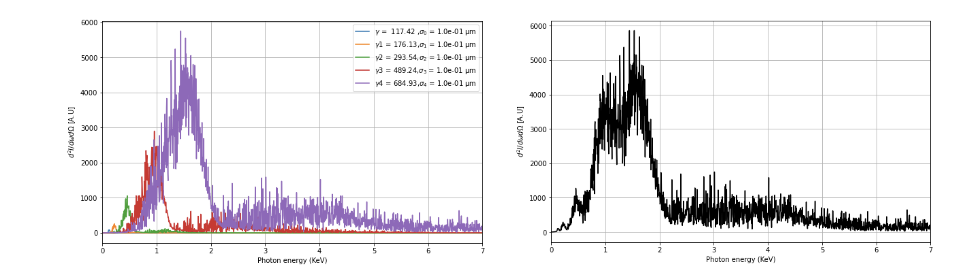 6000
5000
4000
3000
2000
1000
0
d²I/dωdΩ [A.U]
0 1 2 3 4 5 6 7
Photon energy (KeV)
γ = 117.42 ,σ₀ = 1.0e-01 μm
γ1 = 176.13,σ₁ = 1.0e-01 μm
γ2 = 293.54,σ₂ = 1.0e-01 μm
γ3 = 489.24,σ₃ = 1.0e-01 μm
γ4 = 684.93,σ₄ = 1.0e-01 μm
6000
5000
4000
3000
2000
1000
0
d²I/dωdΩ [A.U]
0 1 2 3 4 5 6 7
Photon energy (KeV)